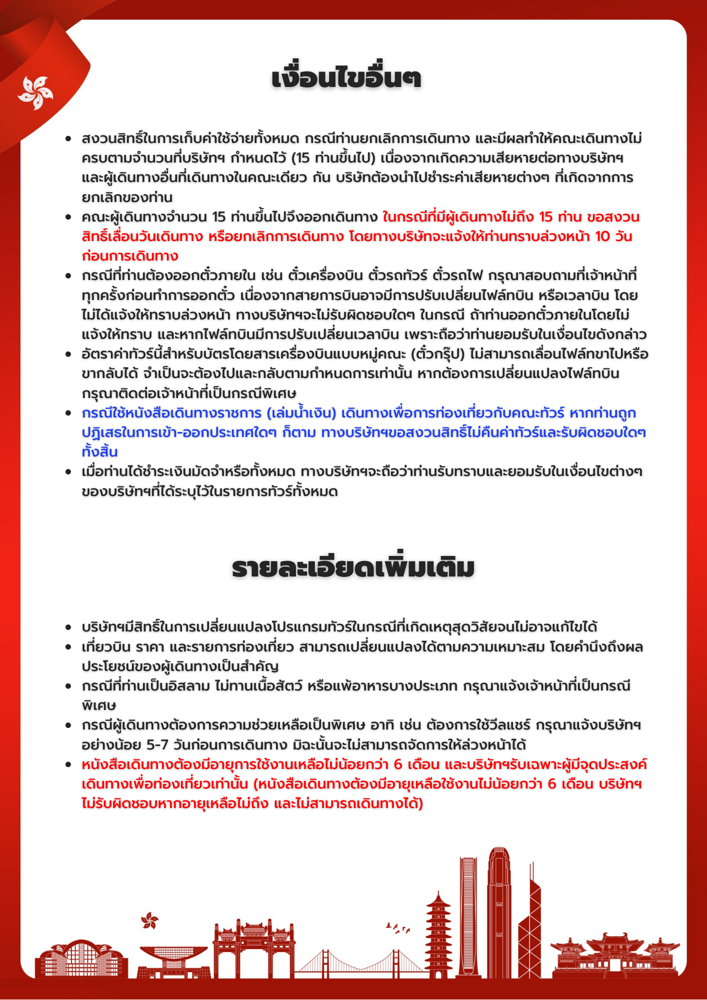 เงื่อนไขอื่นๆ
• สงวนสิทธิ์ในการเก็บค่าใช้จ่ายทั้งหมด กรณีท่านยกเลิกการเดินทาง และมีผลทำให้คณะเดินทางไม่
ครบตามจำนวนที่บริษัทฯ กำหนดไว้ (15 ท่านขึ้นไป) เนื่องจากเกิดความเสียหายต่อทางบริษัทฯ
และผู้เดินทางอื่นที่เดินทางในคณะเดียว กัน บริษัทต้องนำไปชำระค่าเสียหายต่างๆ ที่เกิดจากการ
ยกเลิกของท่าน
• คณะผู้เดินทางจำนวน 15 ท่านขึ้นไปจึงออกเดินทาง ในกรณีที่มีผู้เดินทางไม่ถึง 15 ท่าน ขอสงวน
สิทธิ์เลื่อนวันเดินทาง หรือยกเลิกการเดินทาง โดยทางบริษัทจะแจ้งให้ท่านทราบล่วงหน้า 10 วัน
ก่อนการเดินทาง
• กรณีที่ท่านต้องออกตั๋วภายใน เช่น ตั๋วเครื่องบิน ตั๋วรถทัวร์ ตั๋วรถไฟ กรุณาสอบถามที่เจ้าหน้าที่
ทุกครั้งก่อนทำการออกตั๋ว เนื่องจากสายการบินอาจมีการปรับเปลี่ยนไฟล์ทบิน หรือเวลาบิน โดย
ไม่ได้แจ้งให้ทราบล่วงหน้า ทางบริษัทฯจะไม่รับผิดชอบใดๆ ในกรณี ถ้าท่านออกตั๋วภายในโดยไม่
แจ้งให้ทราบ และหากไฟล์ทบินมีการปรับเปลี่ยนเวลาบิน เพราะถือว่าท่านยอมรับในเงื่อนไขดังกล่าว
• อัตราค่าทัวร์นี้สำหรับบัตรโดยสารเครื่องบินแบบหมู่คณะ (ตั๋วกรุ๊ป) ไม่สามารถเลื่อนไฟล์ทขาไปหรือ
ขากลับได้ จำเป็นจะต้องไปและกลับตามกำหนดการเท่านั้น หากต้องการเปลี่ยนแปลงไฟล์ทบิน
กรุณาติดต่อเจ้าหน้าที่เป็นกรณีพิเศษ
• กรณีใช้หนังสือเดินทางราชการ (เล่มน้ำเงิน) เดินทางเพื่อการท่องเที่ยวกับคณะทัวร์ หากท่านถูก
ปฏิเสธในการเข้า-ออกประเทศใดๆ ก็ตาม ทางบริษัทฯขอสงวนสิทธิ์ไม่คืนค่าทัวร์และรับผิดชอบใดๆ
ทั้งสิ้น
• เมื่อท่านได้ชำระเงินมัดจำหรือทั้งหมด ทางบริษัทฯจะถือว่าท่านรับทราบและยอมรับในเงื่อนไขต่างๆ
ของบริษัทฯที่ได้ระบุไว้ในรายการทัวร์ทั้งหมด
รายละเอียดเพิ่มเติม
• บริษัทฯมีสิทธิ์ในการเปลี่ยนแปลงโปรแกรมทัวร์ในกรณีที่เกิดเหตุสุดวิสัยจนไม่อาจแก้ไขได้
• เที่ยวบิน ราคา และรายการท่องเที่ยว สามารถเปลี่ยนแปลงได้ตามความเหมาะสม โดยคำนึงถึงผล
ประโยชน์ของผู้เดินทางเป็นสำคัญ
• กรณีที่ท่านเป็นอิสลาม ไม่ทานเนื้อสัตว์ หรือแพ้อาหารบางประเภท กรุณาแจ้งเจ้าหน้าที่เป็นกรณี
พิเศษ
• กรณีผู้เดินทางต้องการความช่วยเหลือเป็นพิเศษ อาทิ เช่น ต้องการใช้วีลแชร์ กรุณาแจ้งบริษัทฯ
อย่างน้อย 5-7 วันก่อนการเดินทาง มิฉะนั้นจะไม่สามารถจัดการให้ล่วงหน้าได้
• หนังสือเดินทางต้องมีอายุการใช้งานเหลือไม่น้อยกว่า 6 เดือน และบริษัทฯรับเฉพาะผู้มีจุดประสงค์
เดินทางเพื่อท่องเที่ยวเท่านั้น (หนังสือเดินทางต้องมีอายุเหลือใช้งานไม่น้อยกว่า 6 เดือน บริษัทฯ
ไม่รับผิดชอบหากอายุเหลือไม่ถึง และไม่สามารถเดินทางได้)